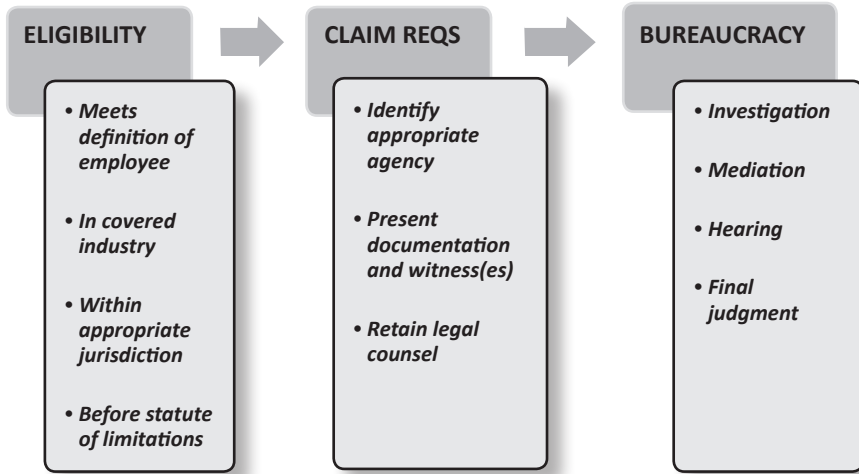 ELIGIBILITY
• Meets
definition of
employee
• In covered
industry
• Within
appropriate
jurisdiction
• Before statute
of limitations
CLAIM REQS
• Identify
appropriate
agency
• Present
documentation
and witness(es)
• Retain legal
counsel
BUREAUCRACY
• Investigation
• Mediation
• Hearing
• Final
judgment